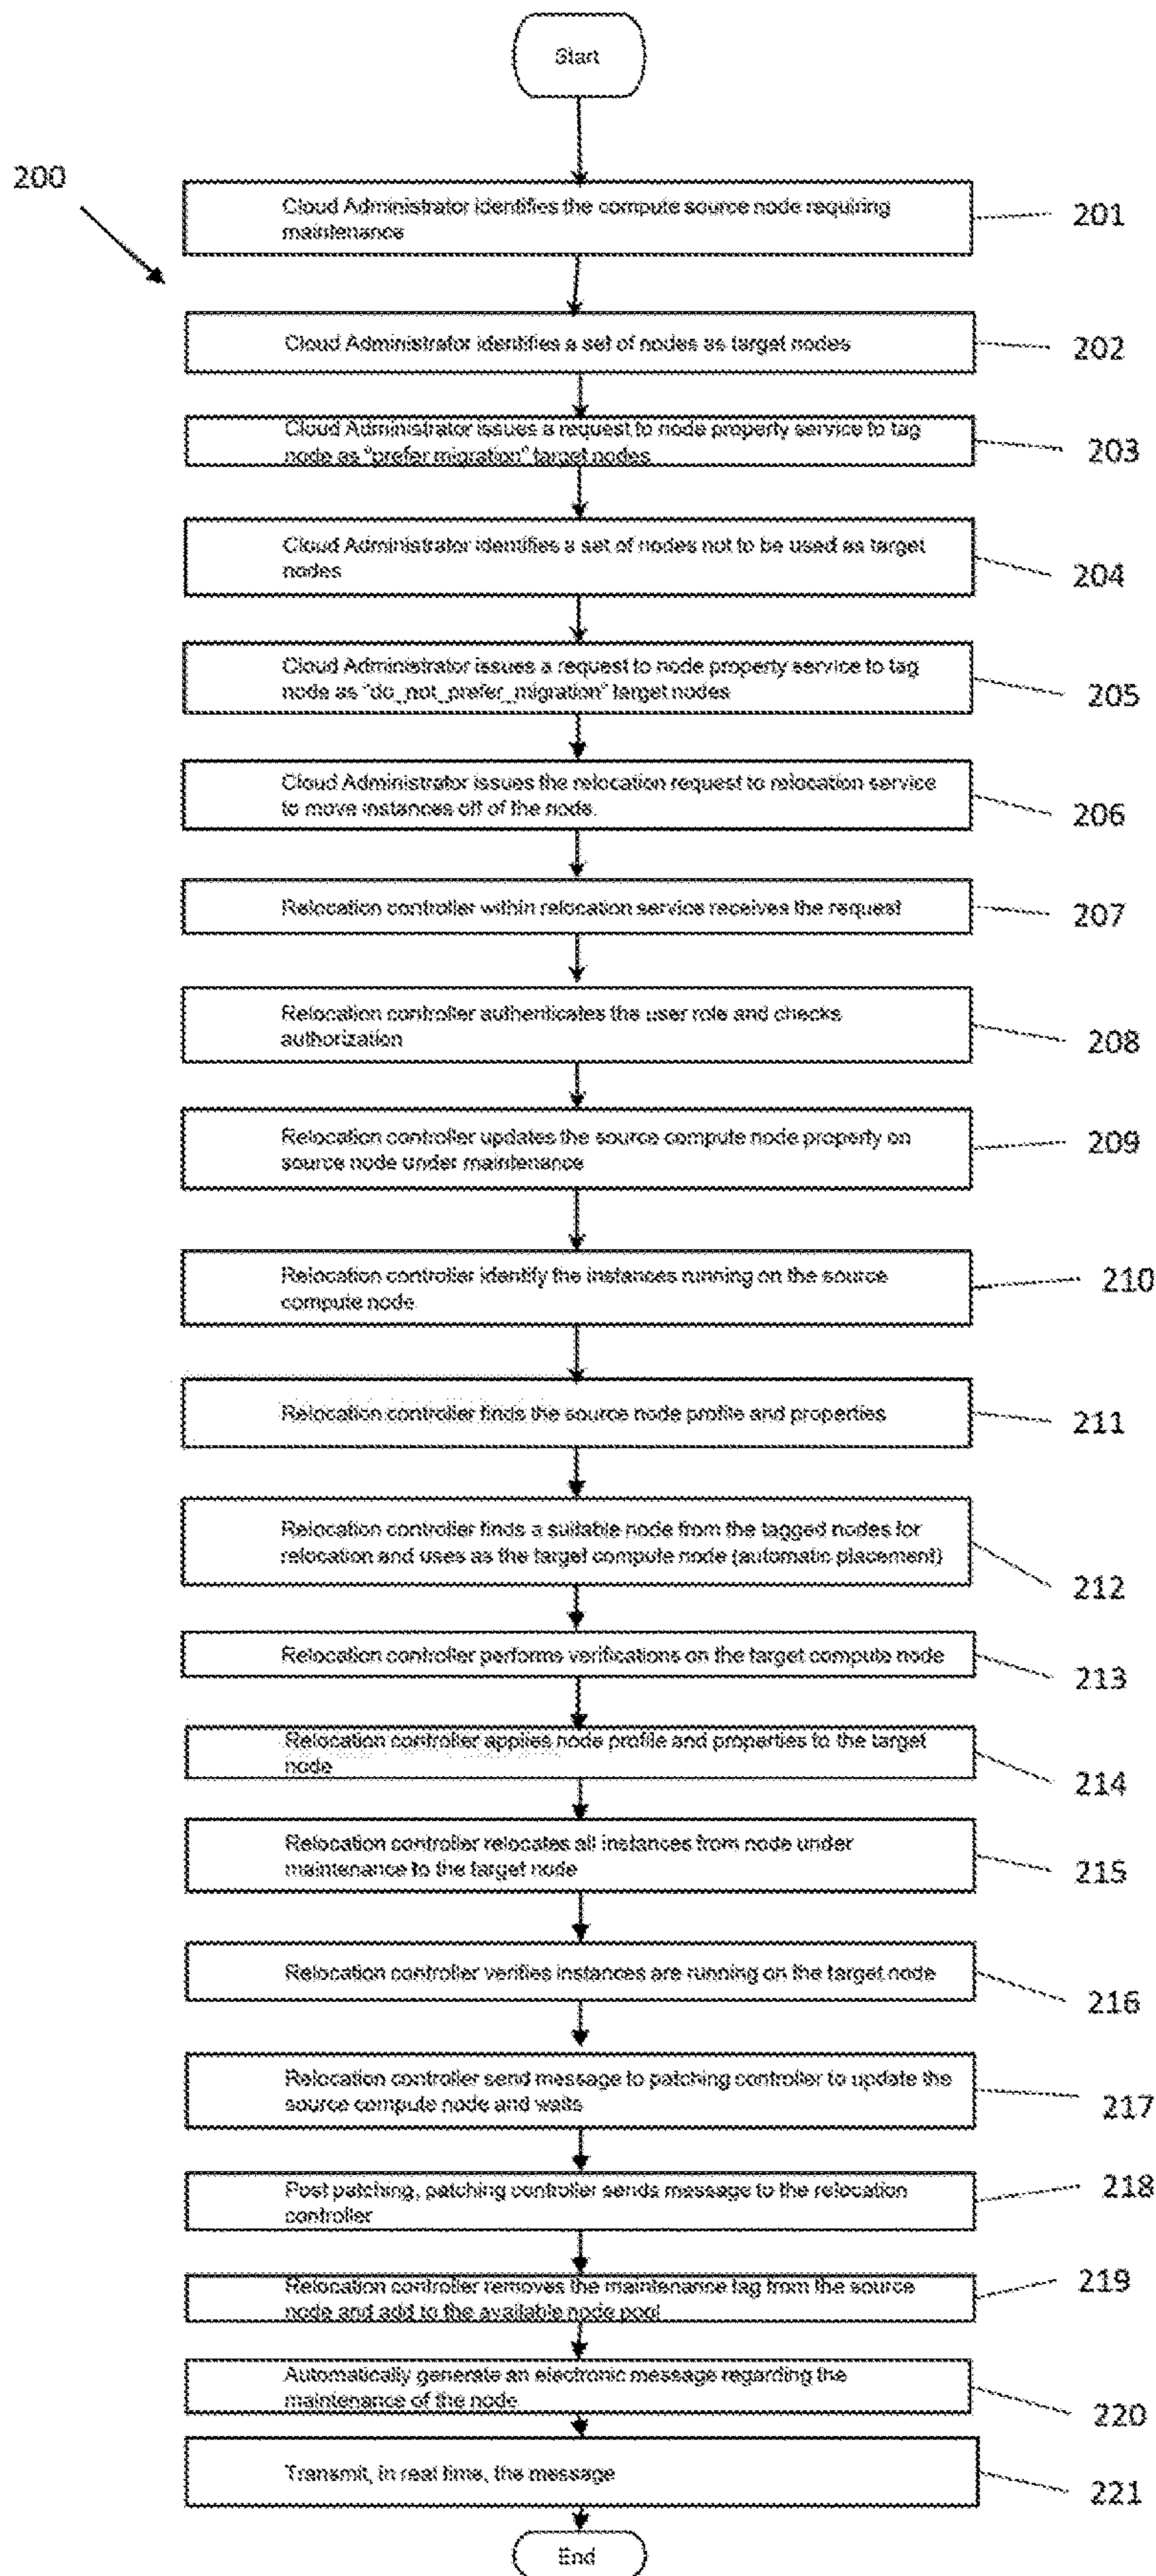 Start
200
Cloud Administrator identifies the compute source node requiring
maintenance
201
Cloud Administrator identifies a set of nodes as target nodes
202
Cloud Administrator issues a request to node property service to tag
node as "prefer migration" target nodes
203
Cloud Administrator identifies a set of nodes not to be used as target
nodes
204
Cloud Administrator issues a request to node property service to tag
node as "do_not_prefer_migration" target nodes
205
Cloud Administrator issues the relocation request to relocation service
to move instances off of the node.
206
Relocation controller within relocation service receives the request
207
Relocation controller authenticates the user role and checks
authorization
208
Relocation controller updates the source compute node property on
source node under maintenance
209
Relocation controller identify the instances running on the source
compute node
210
Relocation controller finds the source node profile and properties
211
Relocation controller finds a suitable node from the tagged nodes for
relocation and uses as the target compute node (automatic placement)
212
Relocation controller performs verifications on the target compute node
213
Relocation controller applies node profile and properties to the target
node
214
Relocation controller relocates all instances from node under
maintenance to the target node
215
Relocation controller verifies instances are running on the target node
216
Relocation controller send message to patching controller to update the
source compute node and waits
217
Post patching, patching controller sends message to the relocation
controller
218
Relocation controller removes the maintenance tag from the source
node and add to the available node pool
219
Automatically generate an electronic message regarding the
maintenance of the node
220
Transmit, in real time, the message
221
End